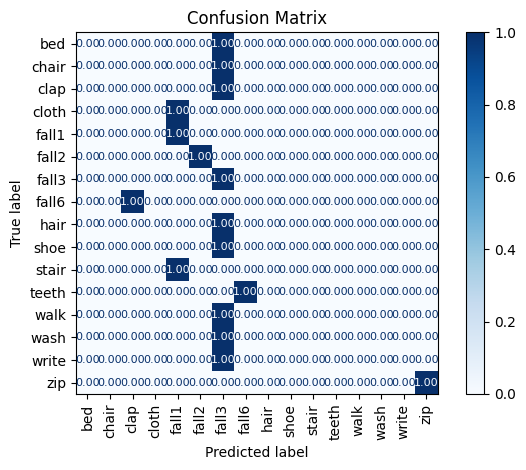 Confusion Matrix
bed 0.00 0.00 0.00 0.00 0.00 0.00 1.00 0.00 0.00 0.00 0.00 0.00 0.00 0.00 0.00 0.00
chair 0.00 0.00 0.00 0.00 0.00 0.00 1.00 0.00 0.00 0.00 0.00 0.00 0.00 0.00 0.00 0.00
clap 0.00 0.00 0.00 0.00 0.00 0.00 1.00 0.00 0.00 0.00 0.00 0.00 0.00 0.00 0.00 0.00
cloth 0.00 0.00 0.00 0.00 1.00 0.00 0.00 0.00 0.00 0.00 0.00 0.00 0.00 0.00 0.00 0.00
fall1 0.00 0.00 0.00 0.00 1.00 0.00 0.00 0.00 0.00 0.00 0.00 0.00 0.00 0.00 0.00 0.00
fall2 0.00 0.00 0.00 0.00 0.00 1.00 0.00 0.00 0.00 0.00 0.00 0.00 0.00 0.00 0.00 0.00
fall3 0.00 0.00 0.00 0.00 0.00 0.00 1.00 0.00 0.00 0.00 0.00 0.00 0.00 0.00 0.00 0.00
fall6 0.00 0.00 1.00 0.00 0.00 0.00 0.00 0.00 0.00 0.00 0.00 0.00 0.00 0.00 0.00 0.00
hair 0.00 0.00 0.00 0.00 0.00 0.00 1.00 0.00 0.00 0.00 0.00 0.00 0.00 0.00 0.00 0.00
shoe 0.00 0.00 0.00 0.00 0.00 0.00 1.00 0.00 0.00 0.00 0.00 0.00 0.00 0.00 0.00 0.00
stair 0.00 0.00 0.00 0.00 1.00 0.00 0.00 0.00 0.00 0.00 0.00 0.00 0.00 0.00 0.00 0.00
teeth 0.00 0.00 0.00 0.00 0.00 0.00 0.00 1.00 0.00 0.00 0.00 0.00 0.00 0.00 0.00 0.00
walk 0.00 0.00 0.00 0.00 0.00 0.00 1.00 0.00 0.00 0.00 0.00 0.00 0.00 0.00 0.00 0.00
wash 0.00 0.00 0.00 0.00 0.00 0.00 1.00 0.00 0.00 0.00 0.00 0.00 0.00 0.00 0.00 0.00
write 0.00 0.00 0.00 0.00 0.00 0.00 1.00 0.00 0.00 0.00 0.00 0.00 0.00 0.00 0.00 0.00
zip 0.00 0.00 0.00 0.00 0.00 0.00 0.00 0.00 0.00 0.00 0.00 0.00 0.00 0.00 0.00 1.00
True label
bed chair clap cloth fall1 fall2 fall3 fall6 hair shoe stair teeth walk wash write zip
Predicted label
1.0
0.8
0.6
0.4
0.2
0.0